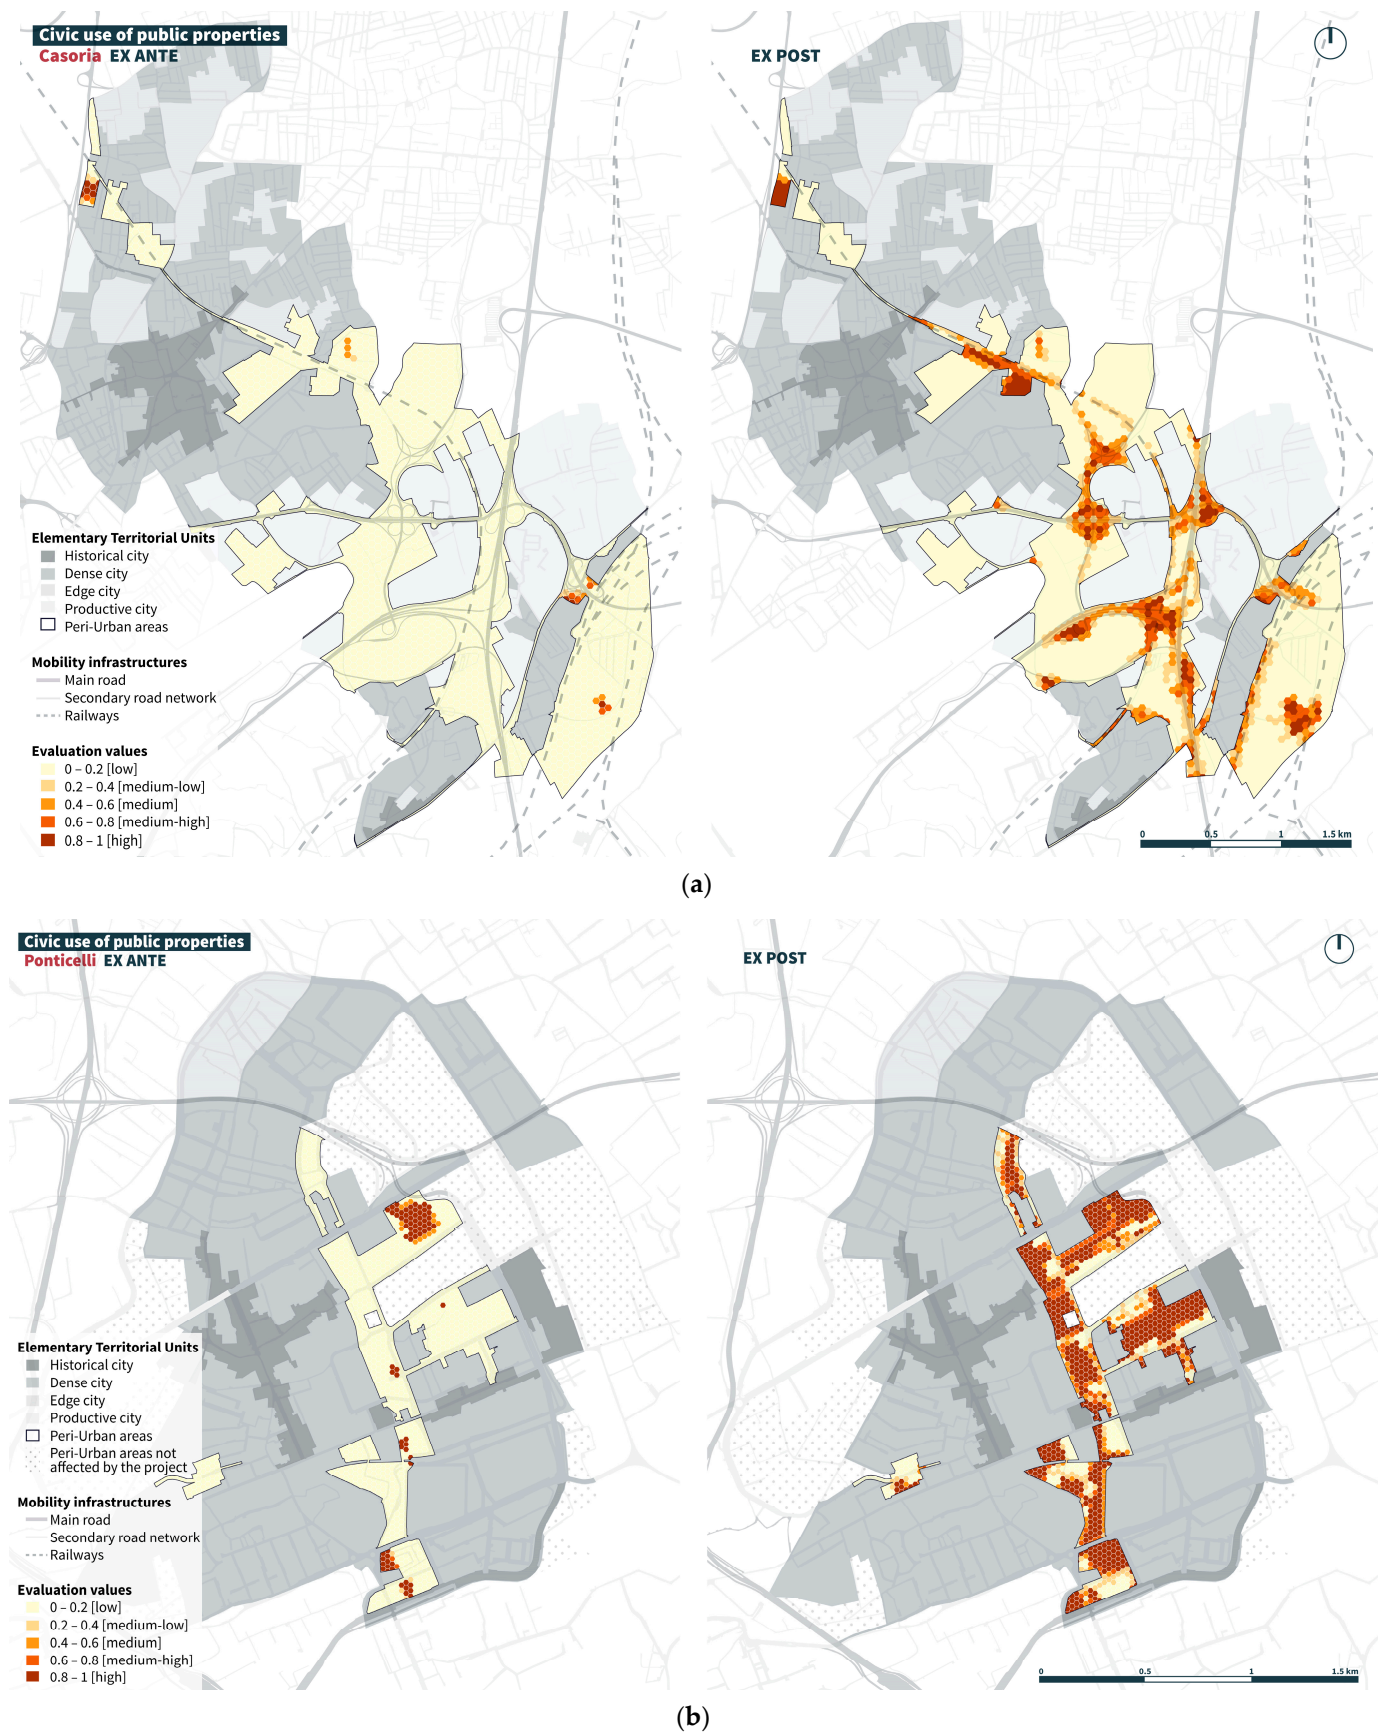 Civic use of public properties
Casoria EX ANTE
EX POST
Elementary Territorial Units
Historical city
Dense city
Edge city
Productive city
Peri-Urban areas
Mobility infrastructures
Main road
Secondary road network
Railways
Evaluation values
0 – 0.2 [low]
0.2 – 0.4 [medium-low]
0.4 – 0.6 [medium]
0.6 – 0.8 [medium-high]
0.8 – 1 [high]
0 0.5 1 1.5 km
(a)
Civic use of public properties
Ponticelli EX ANTE
EX POST
Elementary Territorial Units
Historical city
Dense city
Edge city
Productive city
Peri-Urban areas
Peri-Urban areas not
affected by the project
Mobility infrastructures
Main road
Secondary road network
Railways
Evaluation values
0 – 0.2 [low]
0.2 – 0.4 [medium-low]
0.4 – 0.6 [medium]
0.6 – 0.8 [medium-high]
0.8 – 1 [high]
0 0.5 1 1.5 km
(b)